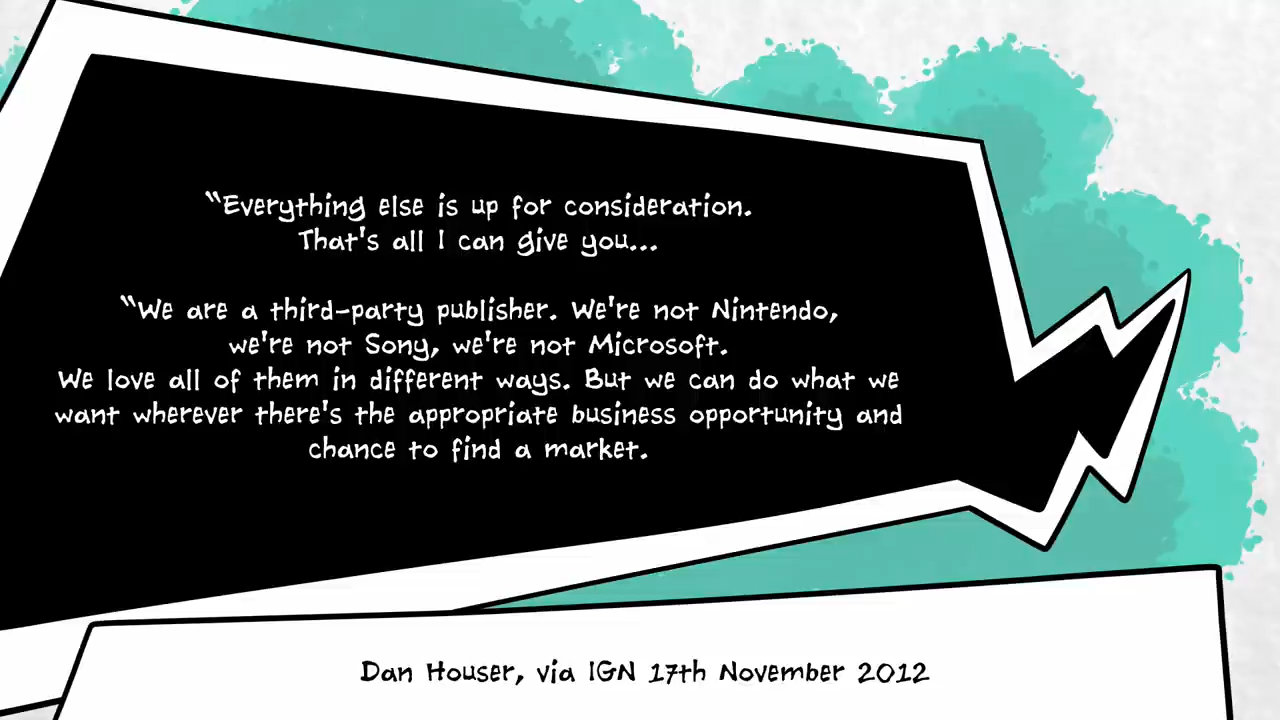 “Everything else is up for consideration.
That's all I can give you...
“We are a third-party publisher. We're not Nintendo,
we're not Sony, we're not Microsoft.
We love all of them in different ways. But we can do what we
want wherever there's the appropriate business opportunity and
chance to find a market.
Dan Houser, via IGN 17th November 2012